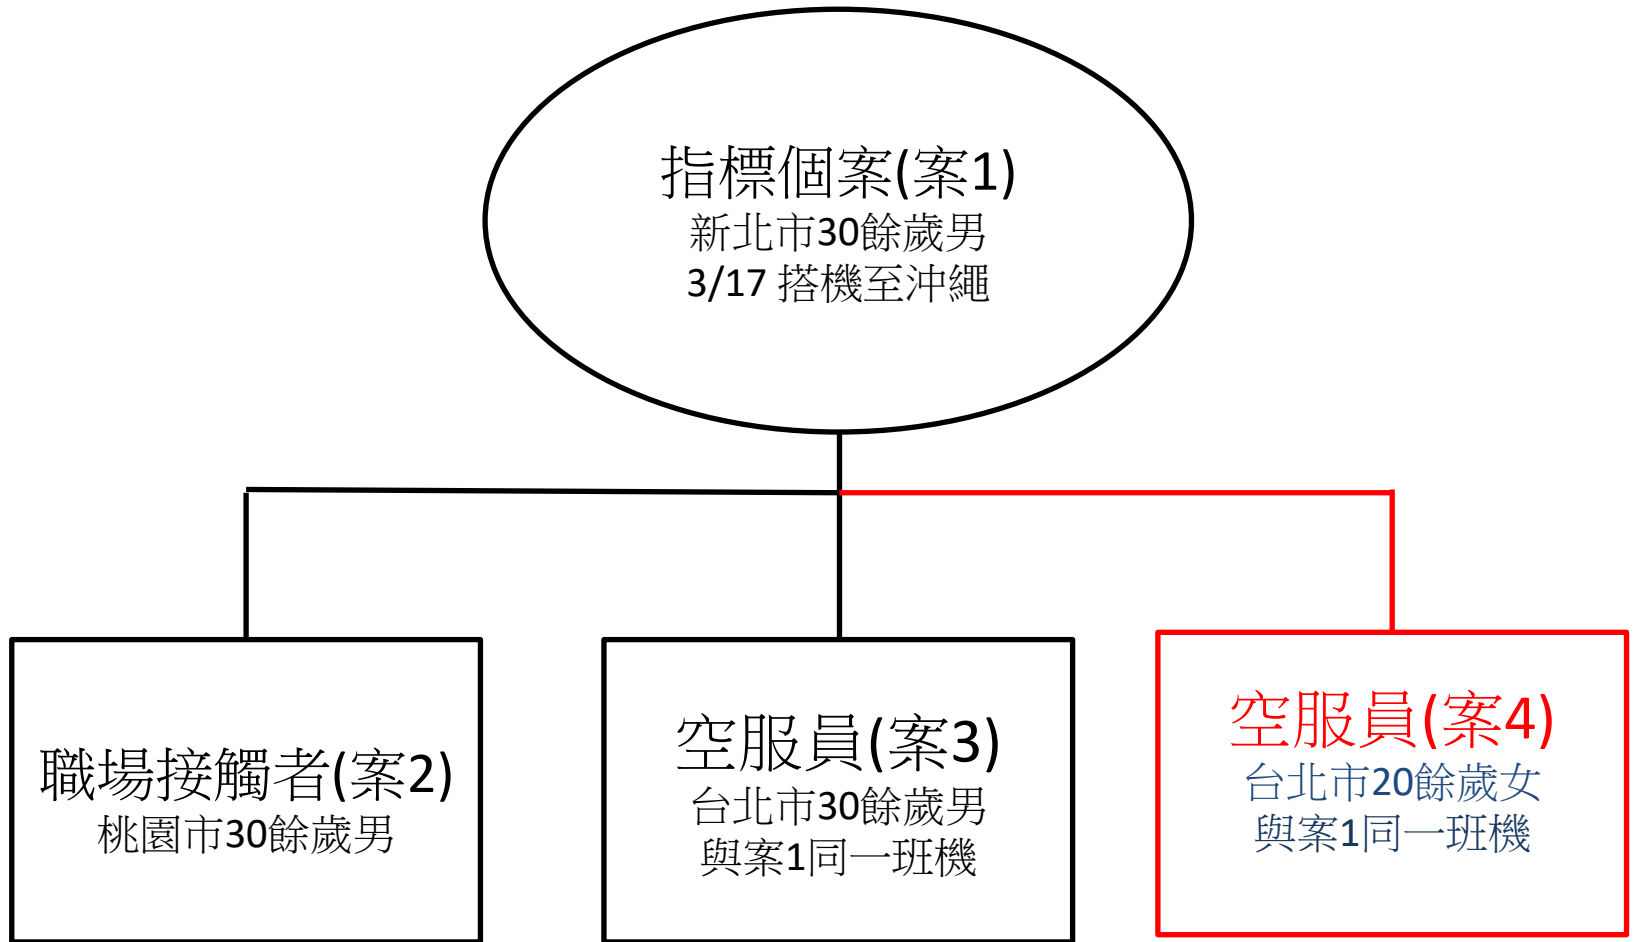 指標個案(案1)
新北市30餘歲男
3/17 搭機至沖繩
職場接觸者(案2)
桃園市30餘歲男
空服員(案3)
台北市30餘歲男
與案1同一班機
空服員(案4)
台北市20餘歲女
與案1同一班機